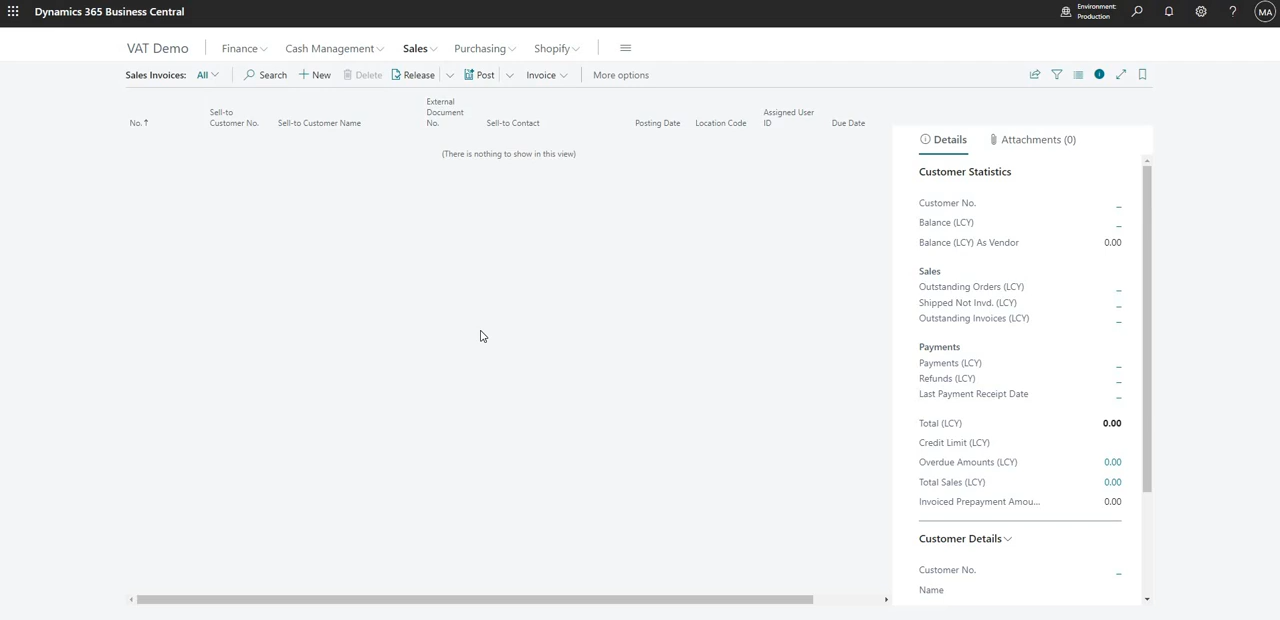 Dynamics 365 Business Central
Environment:
Production
?
MA
VAT Demo
Finance
Cash Management
Sales
Purchasing
Shopify
Sales Invoices: All
Search
New
Delete
Release
Post
Invoice
More options
No.↑
Sell-to
Customer No.
Sell-to Customer Name
External
Document
No.
Sell-to Contact
Posting Date
Location Code
Assigned User
ID
Due Date
(There is nothing to show in this view)
Details
Attachments (0)
Customer Statistics
Customer No. _
Balance (LCY) _
Balance (LCY) As Vendor 0.00
Sales
Outstanding Orders (LCY) _
Shipped Not Invd. (LCY) _
Outstanding Invoices (LCY) _
Payments
Payments (LCY) _
Refunds (LCY) _
Last Payment Receipt Date _
Total (LCY) 0.00
Credit Limit (LCY)
Overdue Amounts (LCY) 0.00
Total Sales (LCY) 0.00
Invoiced Prepayment Amou... 0.00
Customer Details
Customer No. _
Name